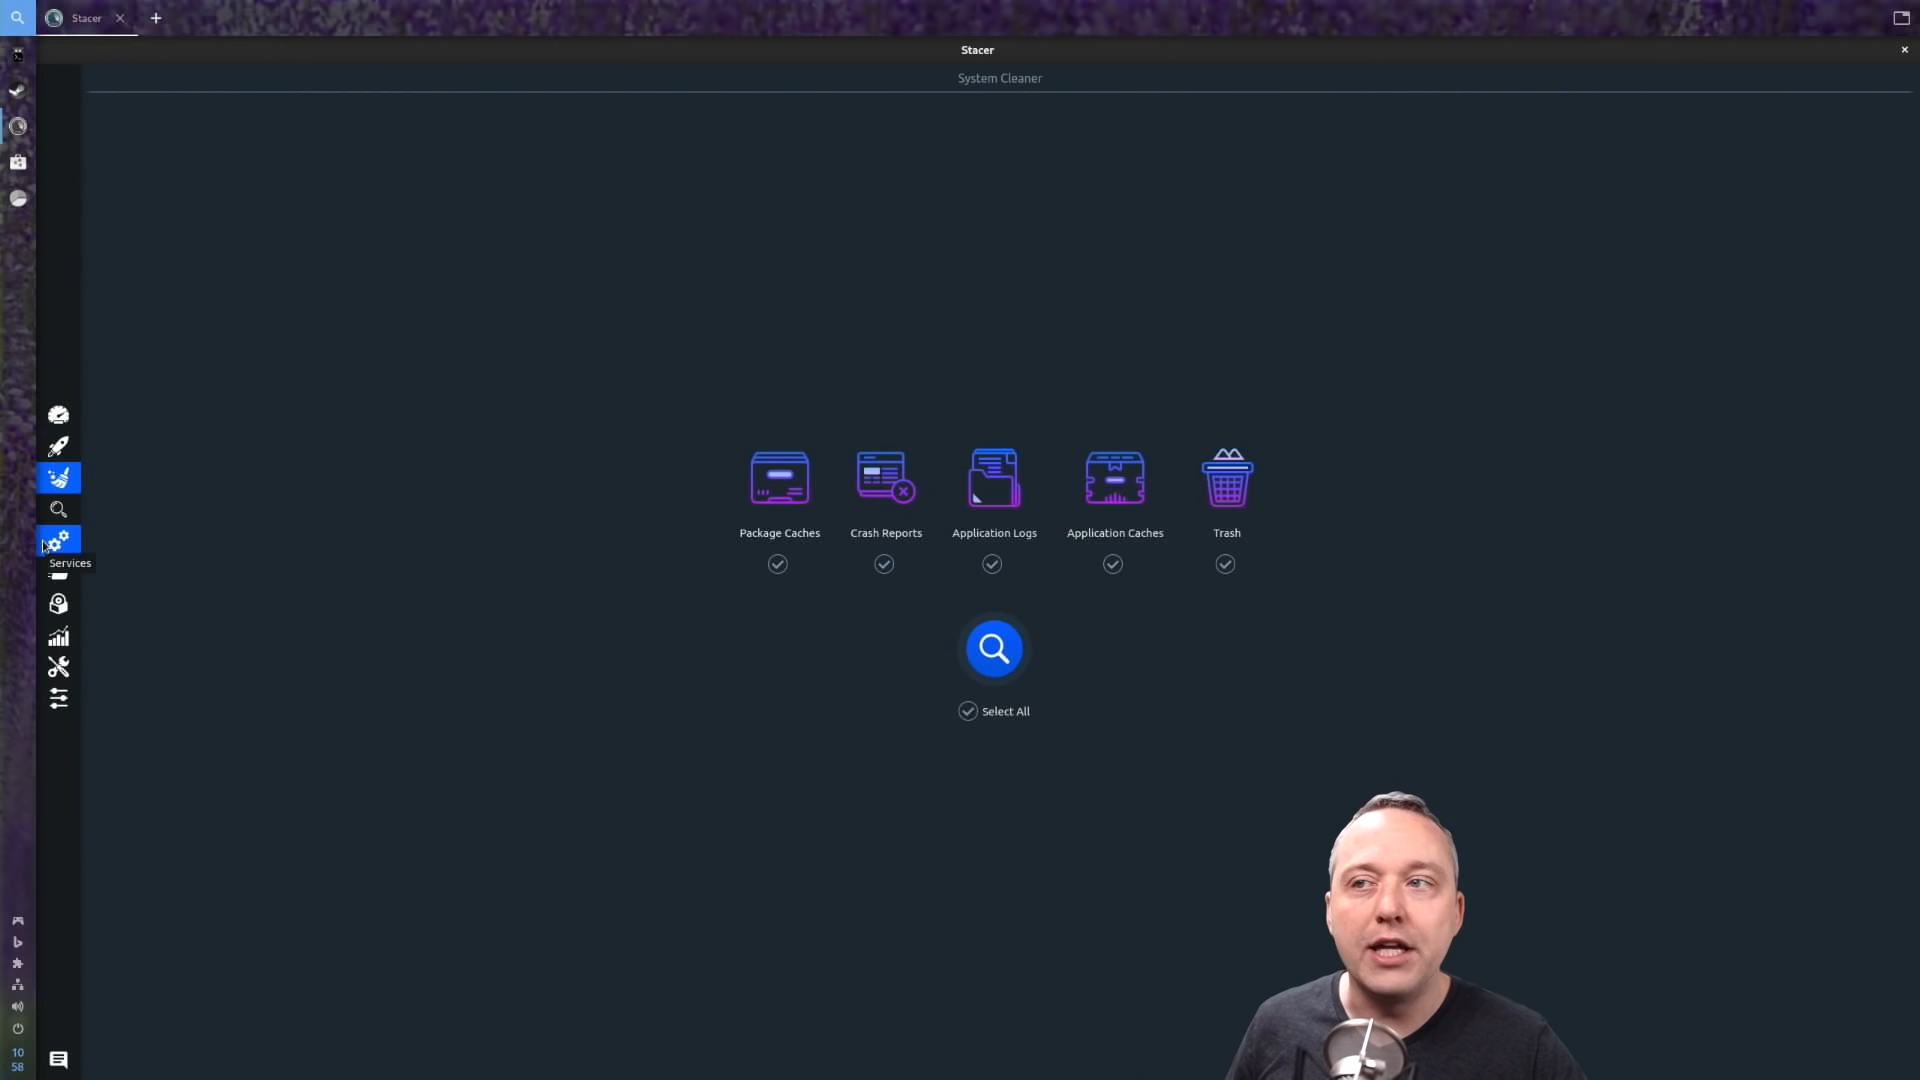 Stacer
Stacer
System Cleaner
Package Caches
Crash Reports
Application Logs
Application Caches
Trash
Services
Select All
10
58